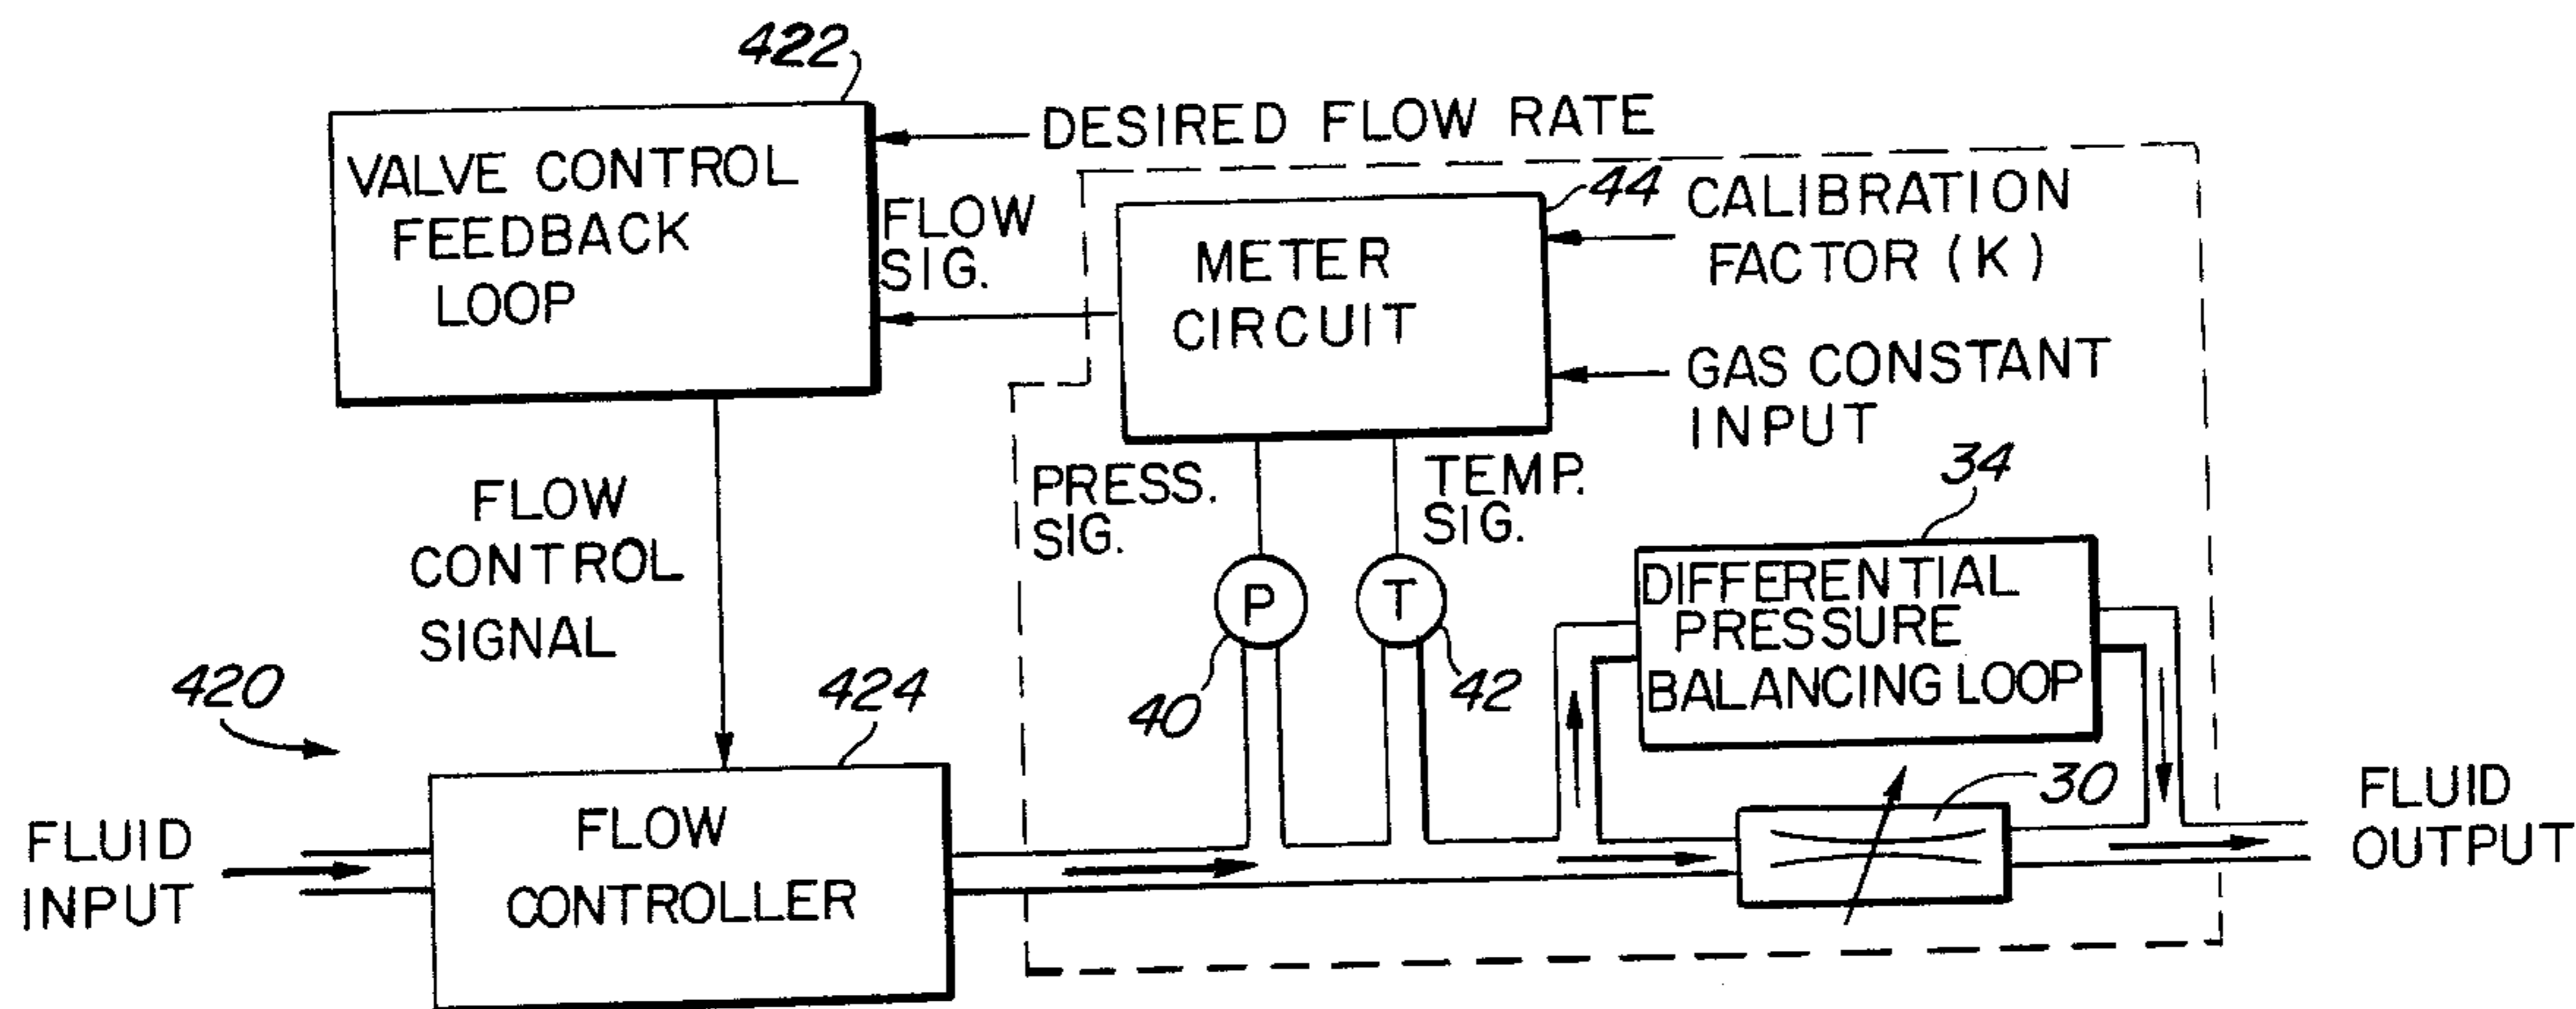 422
VALVE CONTROL
FEEDBACK
LOOP
DESIRED FLOW RATE
FLOW
SIG.
44
METER
CIRCUIT
CALIBRATION
FACTOR (K)
GAS CONSTANT
INPUT
FLOW
CONTROL
SIGNAL
PRESS.
SIG.
TEMP.
SIG.
P
T
40
42
34
DIFFERENTIAL
PRESSURE
BALANCING LOOP
420
424
FLUID
INPUT
FLOW
CONTROLLER
30
FLUID
OUTPUT